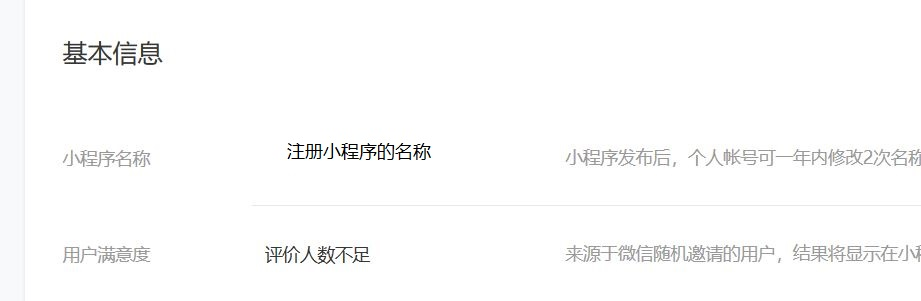 基本信息
小程序名称
注册小程序的名称
小程序发布后，个人帐号可一年内修改2次名称
用户满意度
评价人数不足
来源于微信随机邀请的用户，结果将显示在小程